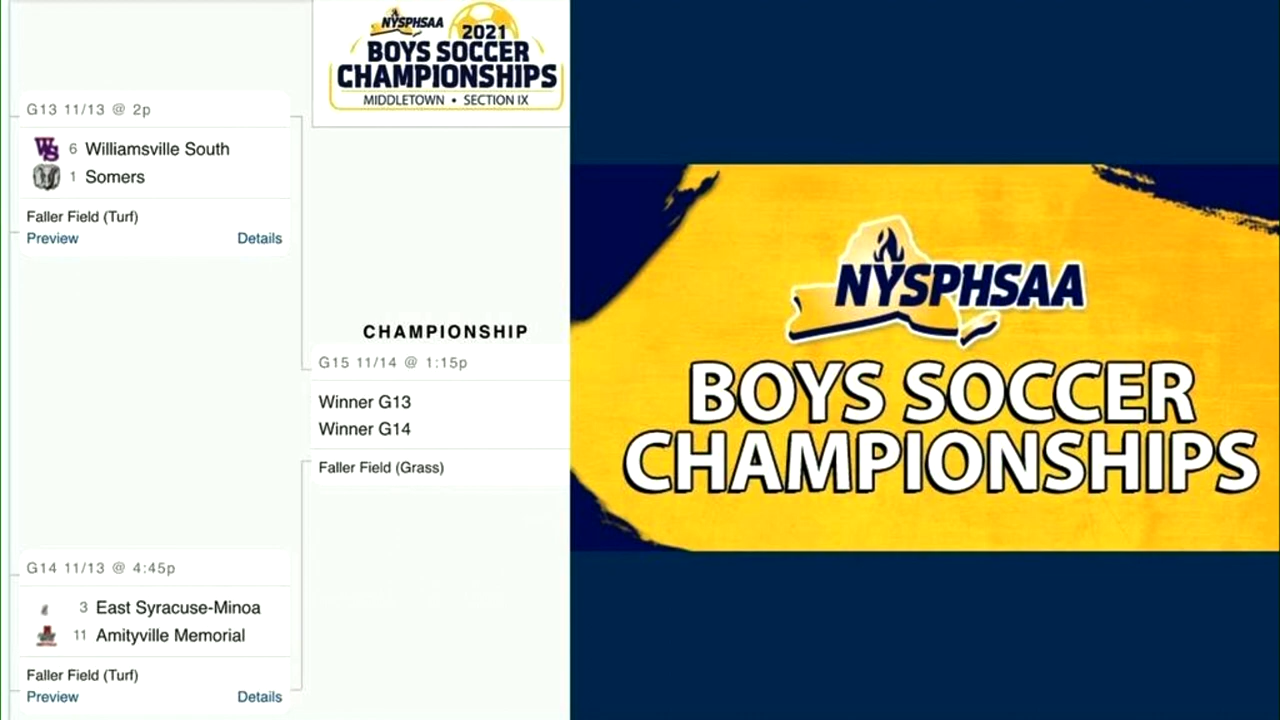 NYSPHSAA
2021
BOYS SOCCER
CHAMPIONSHIPS
MIDDLETOWN • SECTION IX
G13 11/13 @ 2p
WS 6 Williamsville South
1 Somers
Faller Field (Turf)
Preview Details
CHAMPIONSHIP
G15 11/14 @ 1:15p
Winner G13
Winner G14
Faller Field (Grass)
G14 11/13 @ 4:45p
3 East Syracuse-Minoa
11 Amityville Memorial
Faller Field (Turf)
Preview Details
NYSPHSAA
BOYS SOCCER
CHAMPIONSHIPS